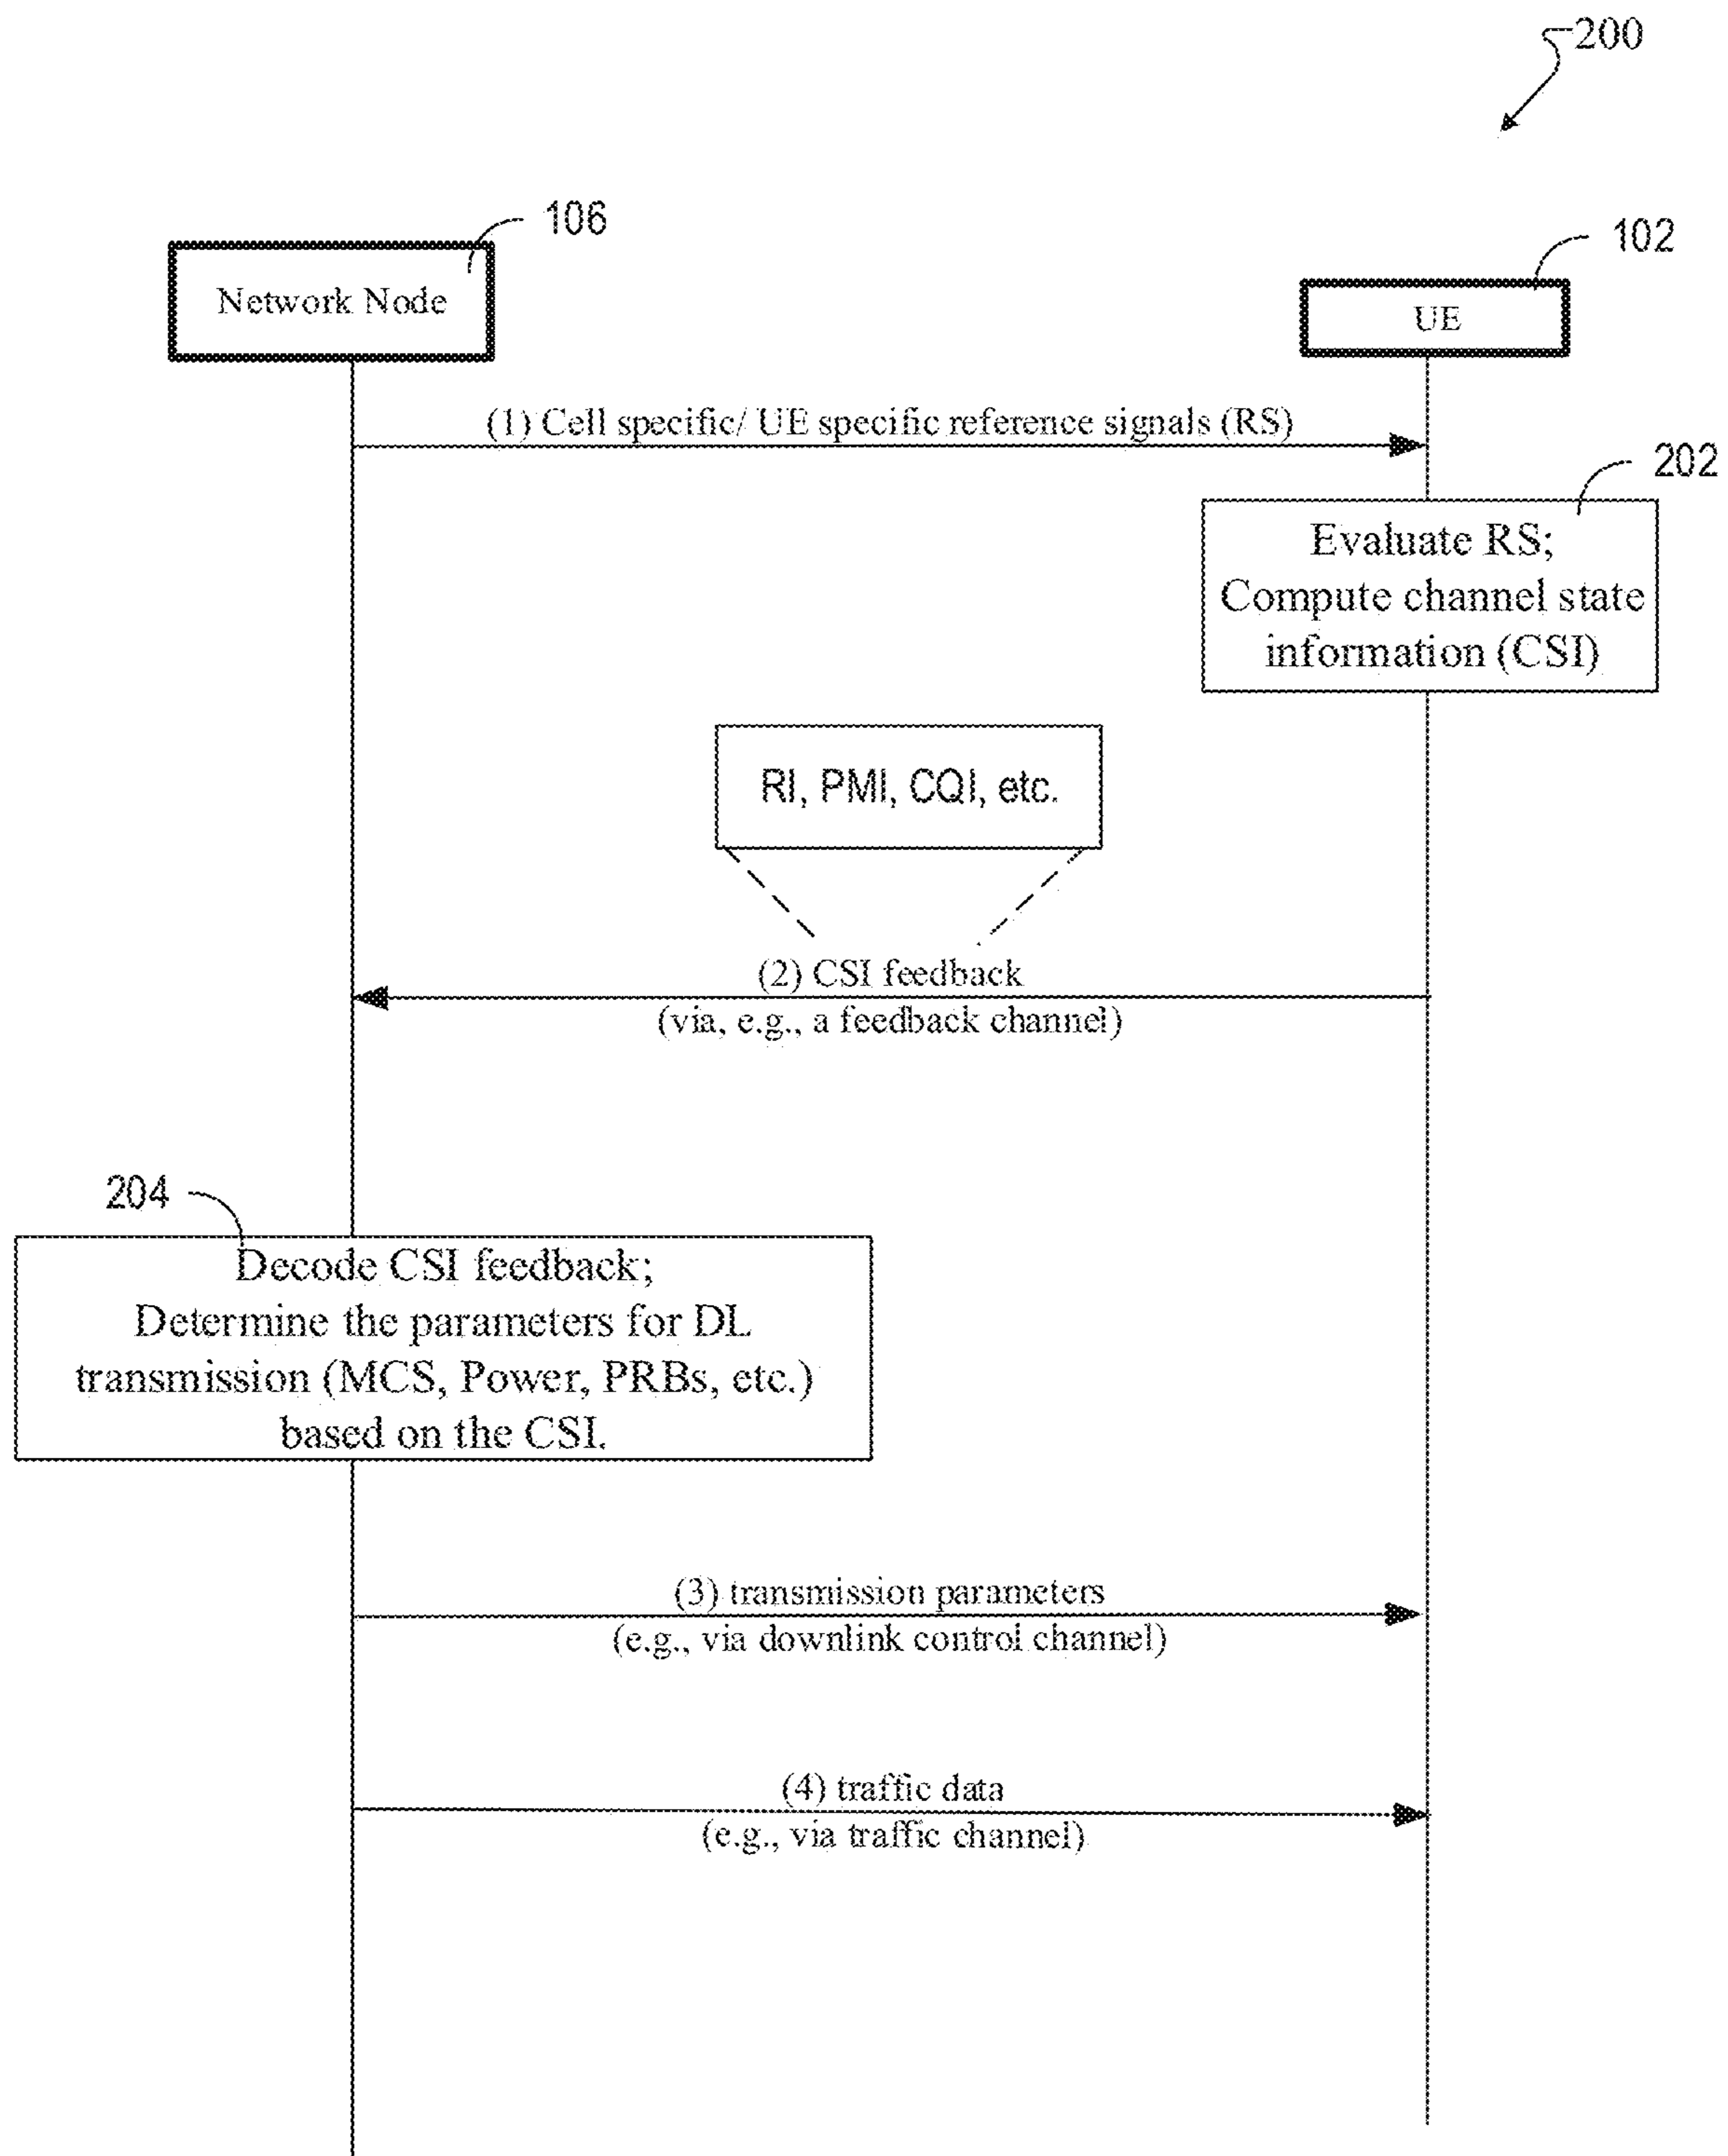 200
106
Network Node
102
UE
(1) Cell specific/ UE specific reference signals (RS)
202
Evaluate RS;
Compute channel state
information (CSI)
RI, PMI, CQI, etc.
(2) CSI feedback
(via, e.g., a feedback channel)
204
Decode CSI feedback;
Determine the parameters for DL
transmission (MCS, Power, PRBs, etc.)
based on the CSI.
(3) transmission parameters
(e.g., via downlink control channel)
(4) traffic data
(e.g., via traffic channel)